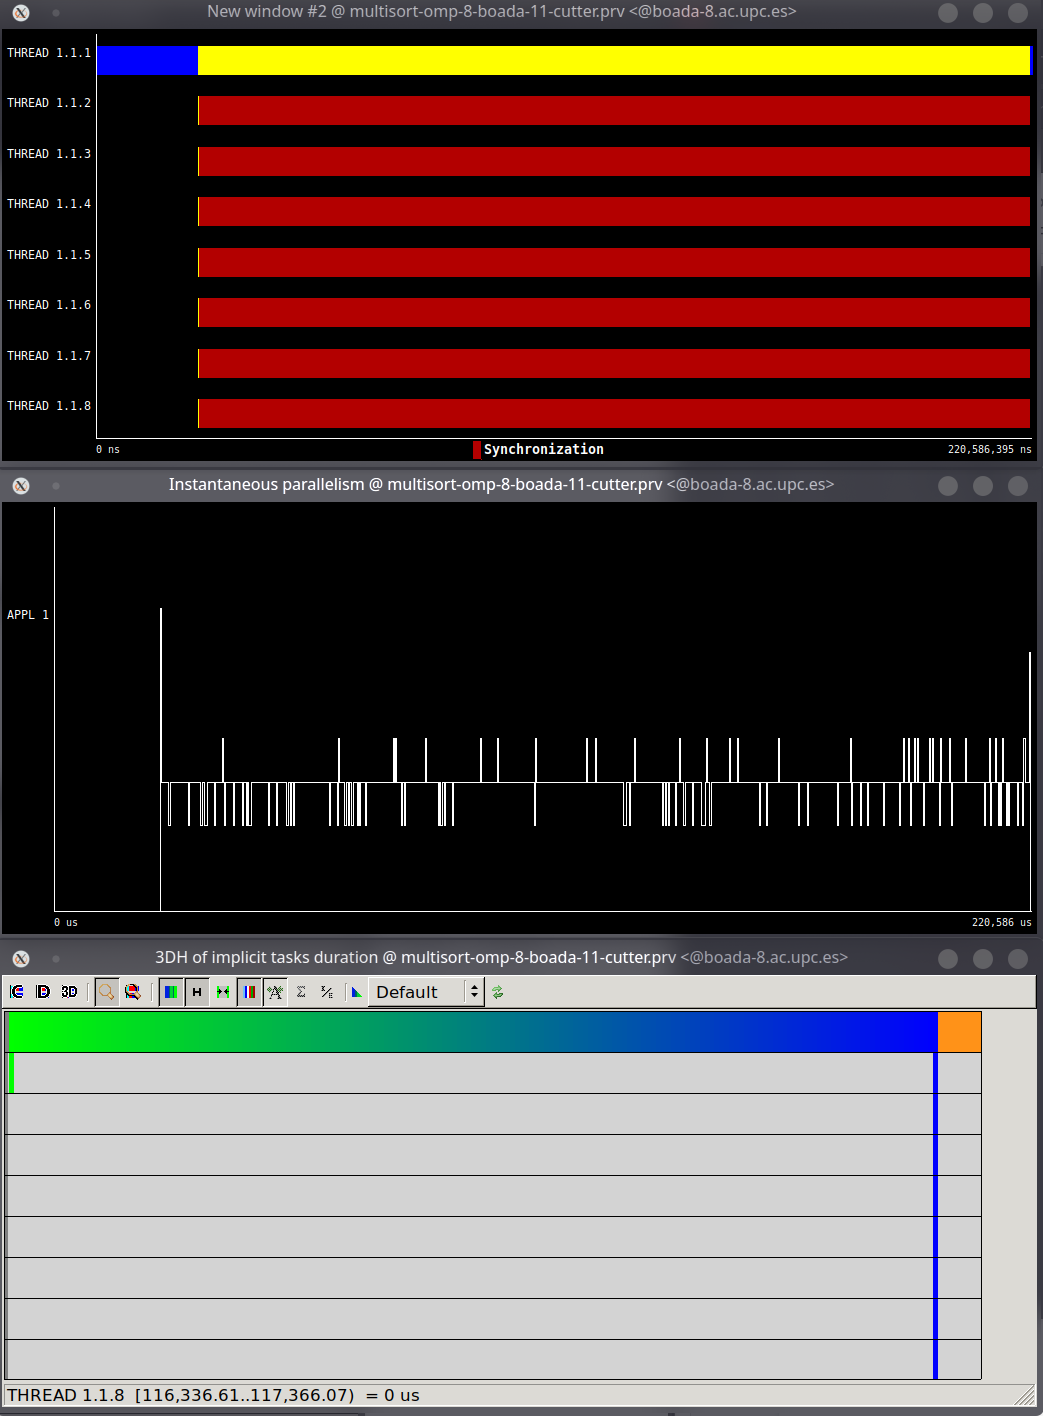 New window #2 @ multisort-omp-8-boada-11-cutter.prv <@boada-8.ac.upc.es>
THREAD 1.1.1
THREAD 1.1.2
THREAD 1.1.3
THREAD 1.1.4
THREAD 1.1.5
THREAD 1.1.6
THREAD 1.1.7
THREAD 1.1.8
0 ns
Synchronization
220,586,395 ns
Instantaneous parallelism @ multisort-omp-8-boada-11-cutter.prv <@boada-8.ac.upc.es>
APPL 1
0 us
220,586 us
3DH of implicit tasks duration @ multisort-omp-8-boada-11-cutter.prv <@boada-8.ac.upc.es>
3D
H
Σ
Default
THREAD 1.1.8 [116,336.61..117,366.07) = 0 us